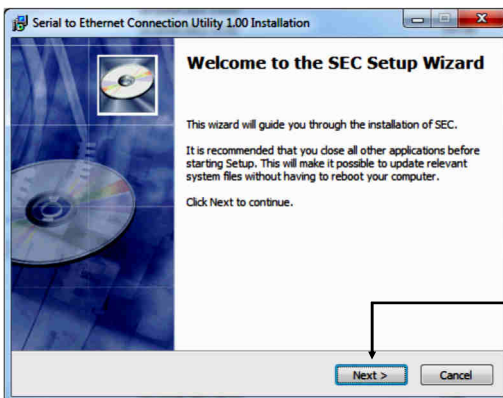 Serial to Ethernet Connection Utility 1.00 Installation
Welcome to the SEC Setup Wizard
This wizard will guide you through the installation of SEC.
It is recommended that you close all other applications before
starting Setup. This will make it possible to update relevant
system files without having to reboot your computer.
Click Next to continue.
Next > Cancel